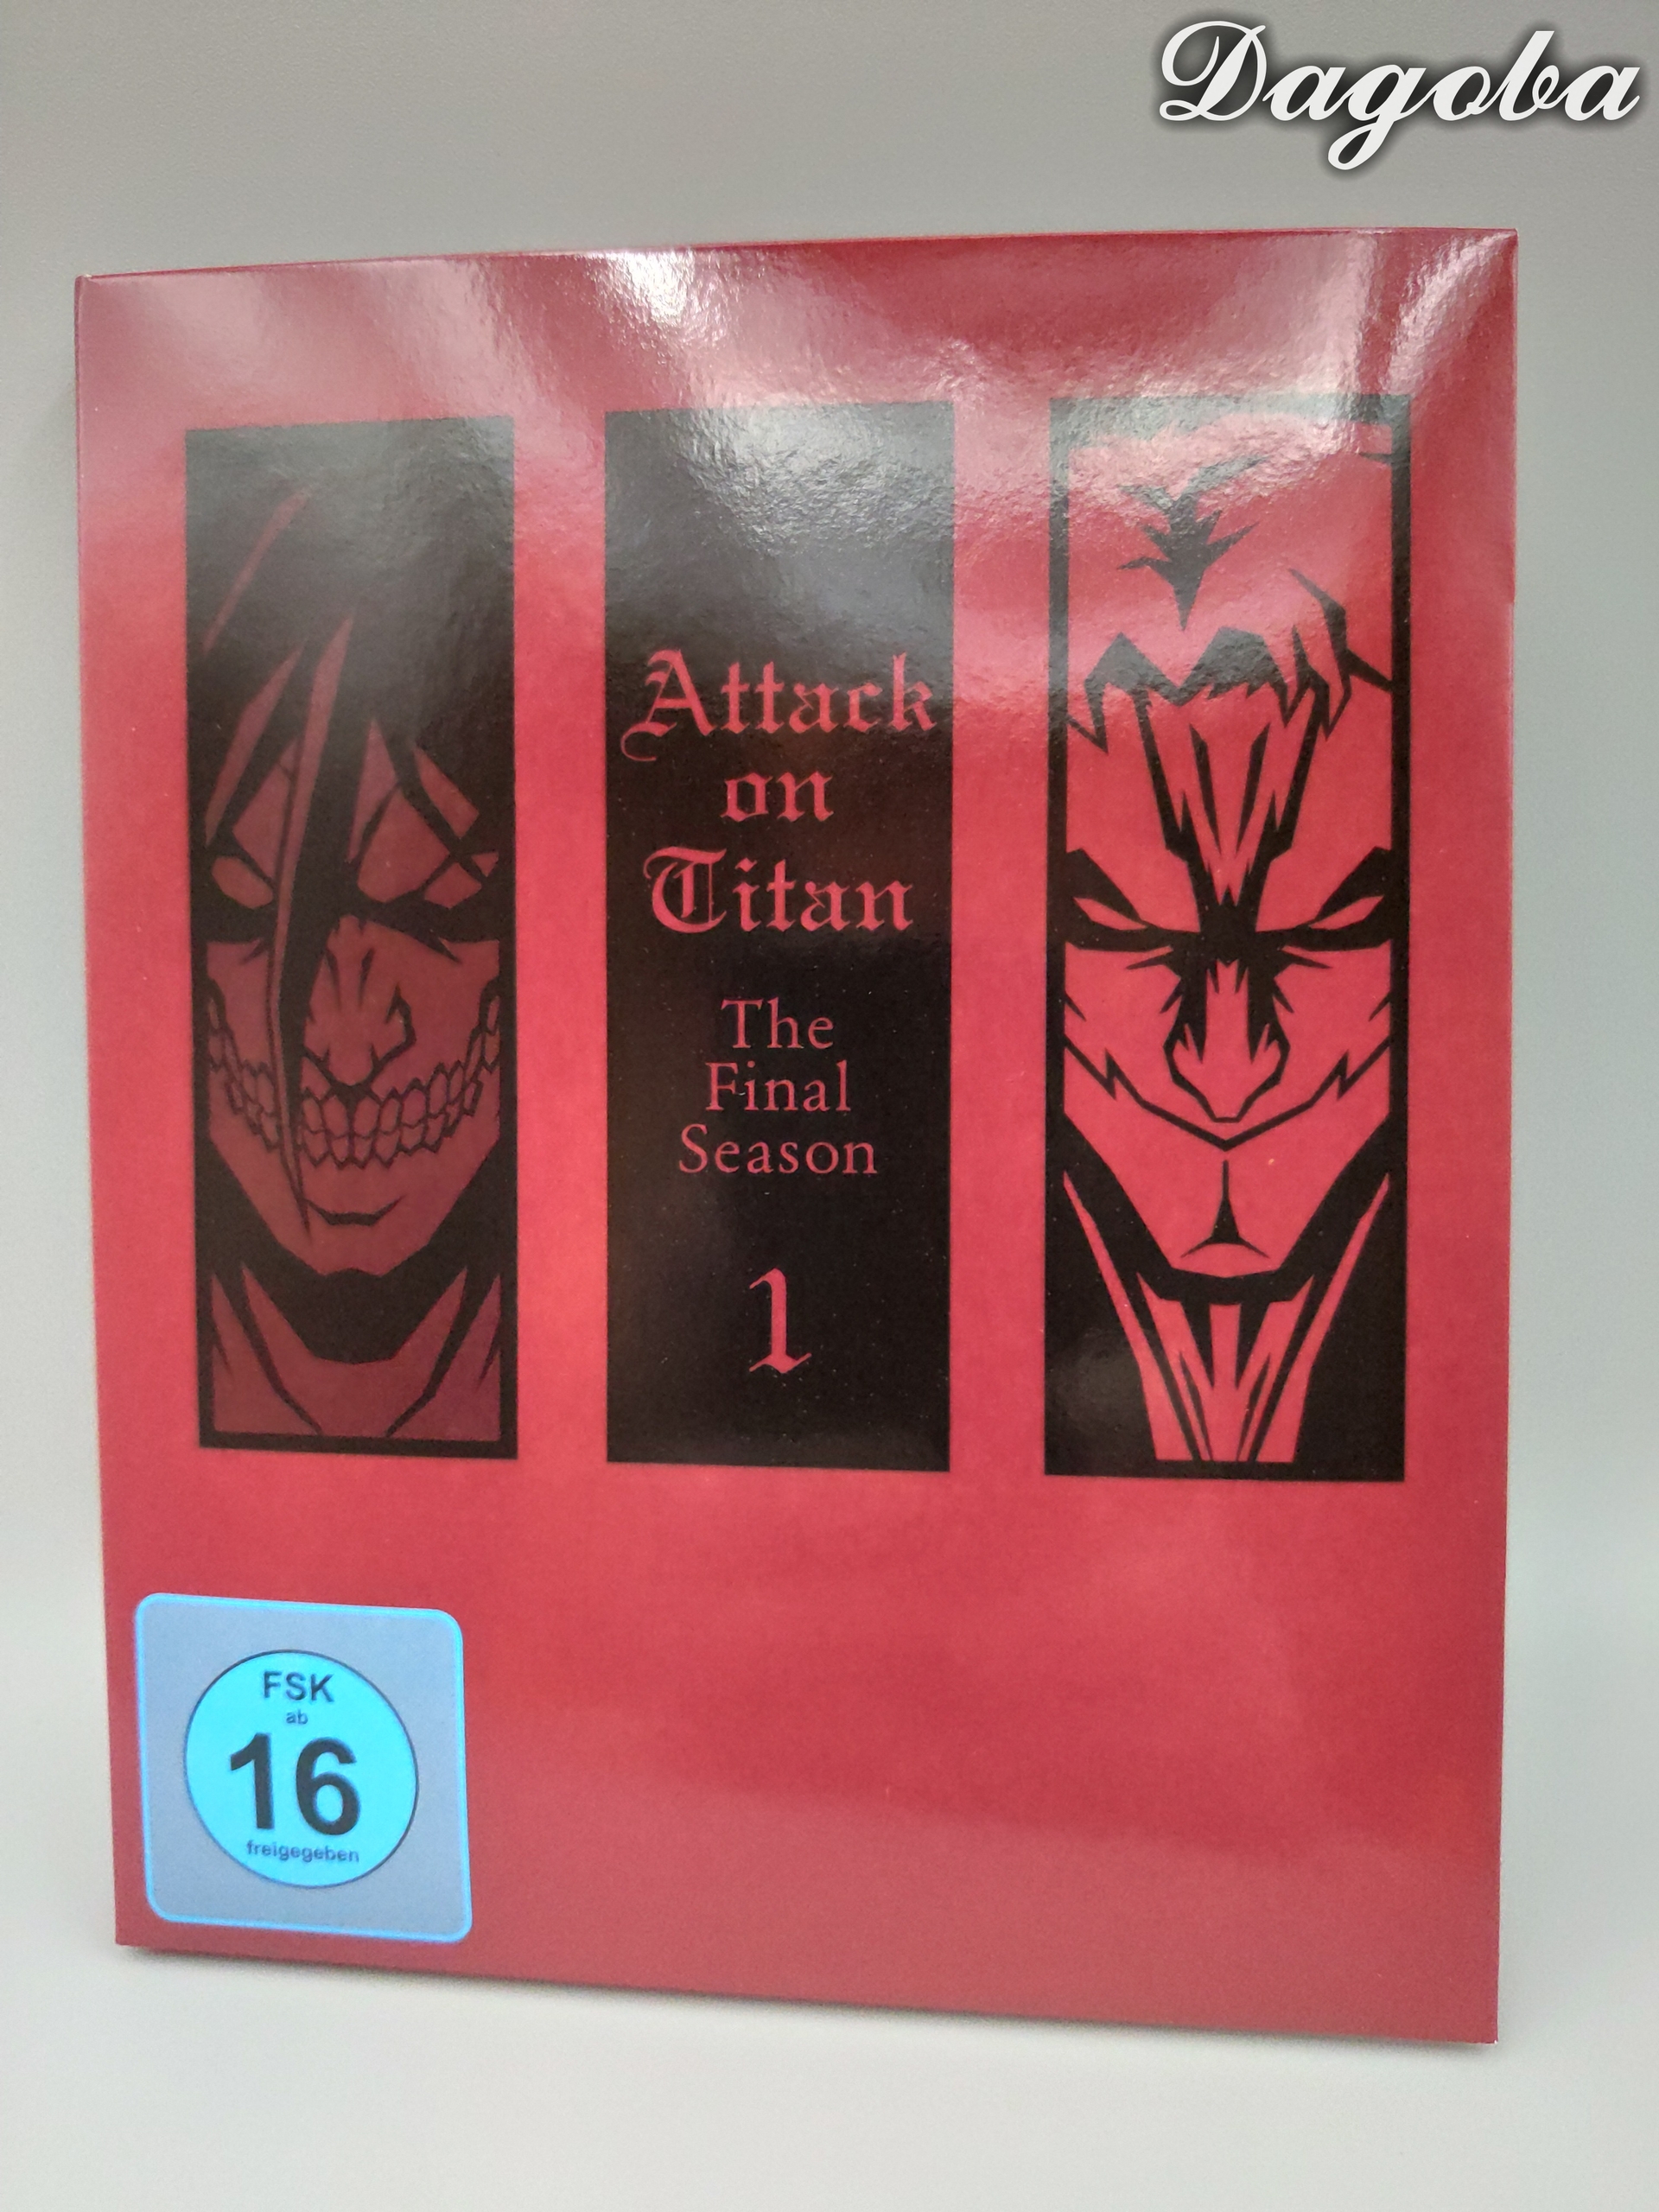 Dagoba
Attack
on
Titan
The
Final
Season
1
FSK
ab
16
freigegeben